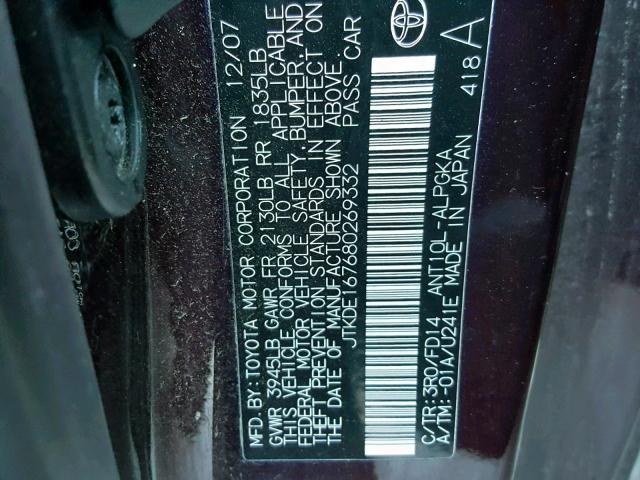 MFD. BY: TOYOTA MOTOR CORPORATION 12/07
GVWR 3945LB GAWR FR 2130LB RR 1835LB
THIS VEHICLE CONFORMS TO ALL APPLICABLE
FEDERAL MOTOR VEHICLE SAFETY, BUMPER, AND
THEFT PREVENTION STANDARDS IN EFFECT ON
THE DATE OF MANUFACTURE SHOWN ABOVE.
JTKDE167680269332 PASS CAR
C/TR: 3R0/FD14 ANT10L-ALPGKA
A/TM: -01A/U241E MADE IN JAPAN
418 A